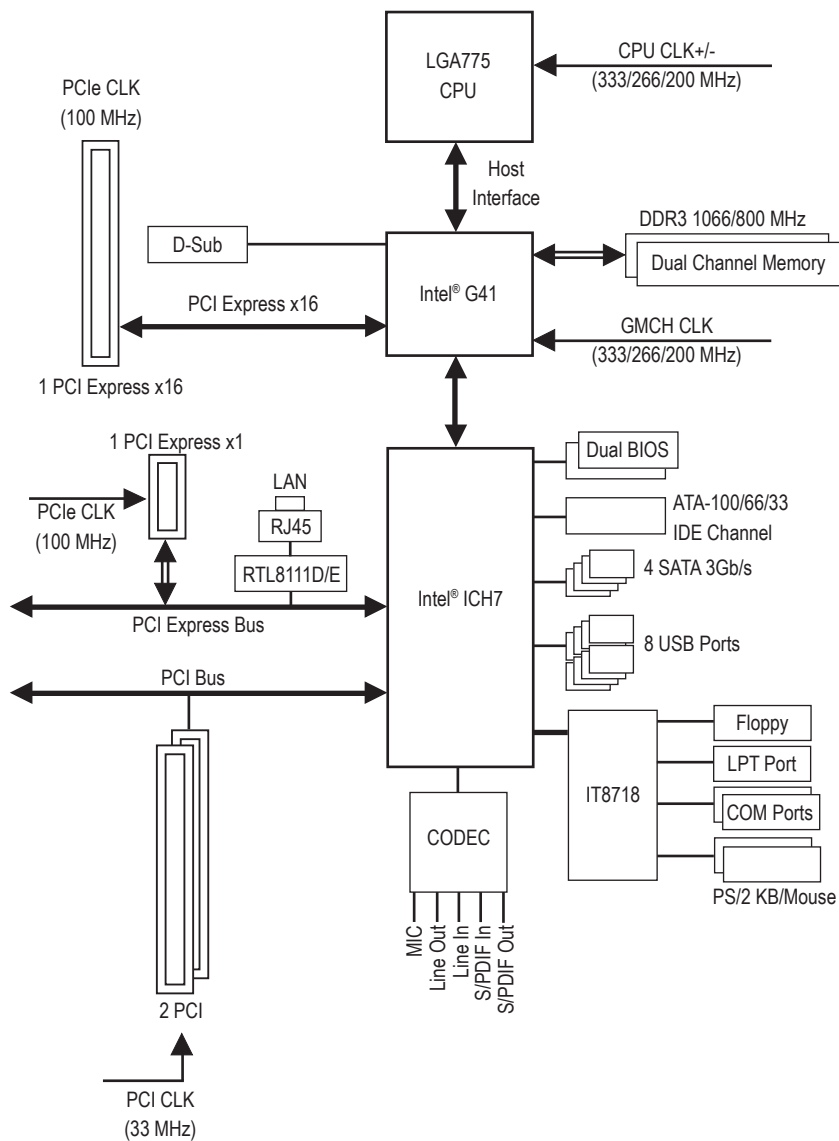 LGA775
CPU
CPU CLK+/-
(333/266/200 MHz)
PCIe CLK
(100 MHz)
Host
Interface
D-Sub
DDR3 1066/800 MHz
Dual Channel Memory
Intel® G41
PCI Express x16
GMCH CLK
(333/266/200 MHz)
1 PCI Express x16
1 PCI Express x1
Dual BIOS
LAN
RJ45
PCIe CLK
(100 MHz)
ATA-100/66/33
IDE Channel
RTL8111D/E
4 SATA 3Gb/s
Intel® ICH7
PCI Express Bus
8 USB Ports
PCI Bus
Floppy
LPT Port
IT8718
COM Ports
CODEC
PS/2 KB/Mouse
MIC
Line Out
Line In
S/PDIF In
S/PDIF Out
2 PCI
PCI CLK
(33 MHz)